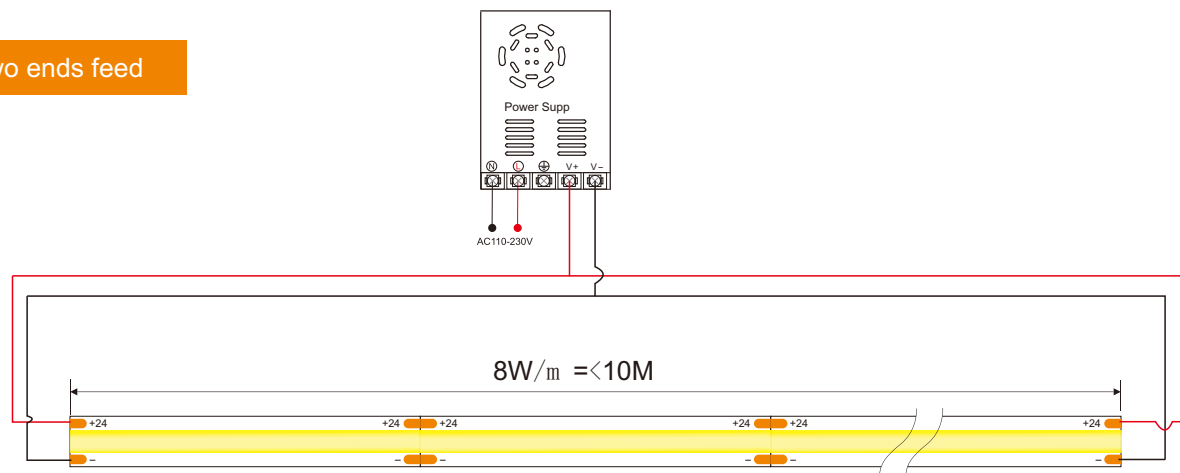 wo ends feed
Power Supp
N L V+ V-
AC110-230V
8W/m =<10M
+24 +24 +24 +24 +24 +24
- - - - - -